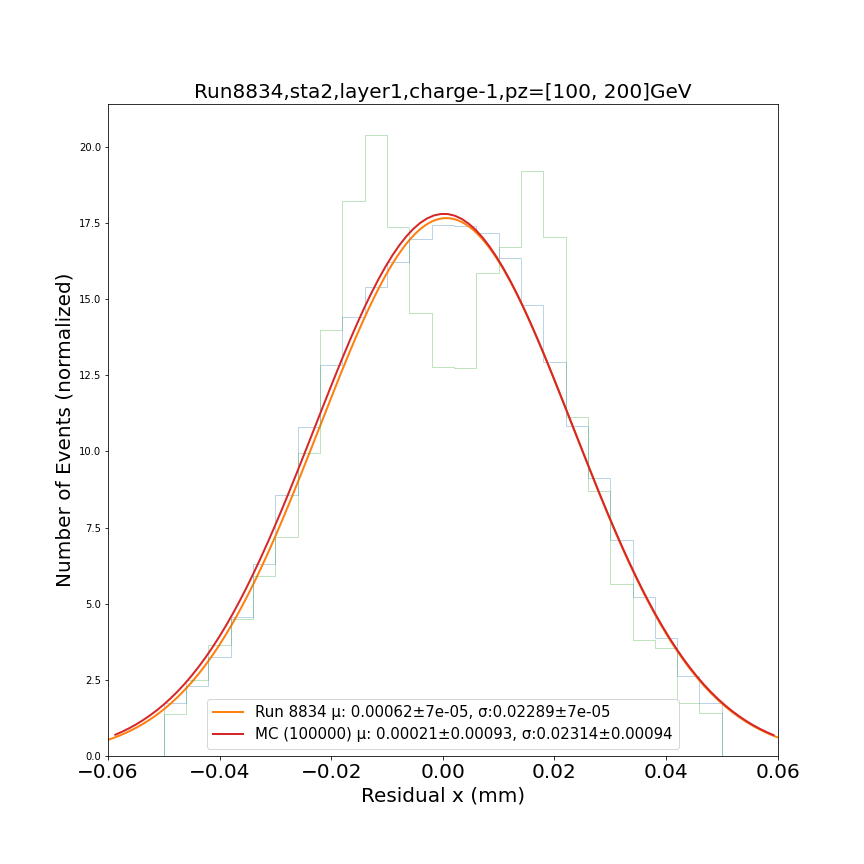 Run8834,sta2,layer1,charge-1,pz=[100, 200]GeV
Number of Events (normalized)
20.0
17.5
15.0
12.5
10.0
7.5
5.0
2.5
0.0
Run 8834 μ: 0.00062±7e-05, σ:0.02289±7e-05
MC (100000) μ: 0.00021±0.00093, σ:0.02314±0.00094
−0.06 −0.04 −0.02 0.00 0.02 0.04 0.06
Residual x (mm)